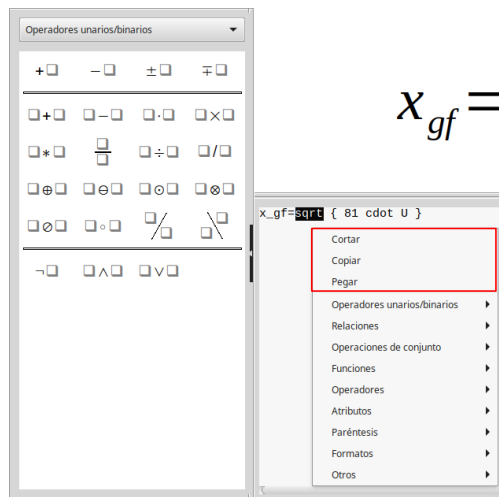 Operadores unarios/binarios
+□ −□ ±□ ∓□
□+□ □−□ □·□ □×□
□∗□ □/□ □÷□ □/□
□⊕□ □⊖□ □⊙□ □⊗□
□⊘□ □∘□ □/□ □\□
¬□ □∧□ □∨□
x_gf =
x_gf=sqrt { 81 cdot U }
Cortar
Copiar
Pegar
Operadores unarios/binarios
Relaciones
Operaciones de conjunto
Funciones
Operadores
Atributos
Paréntesis
Formatos
Otros